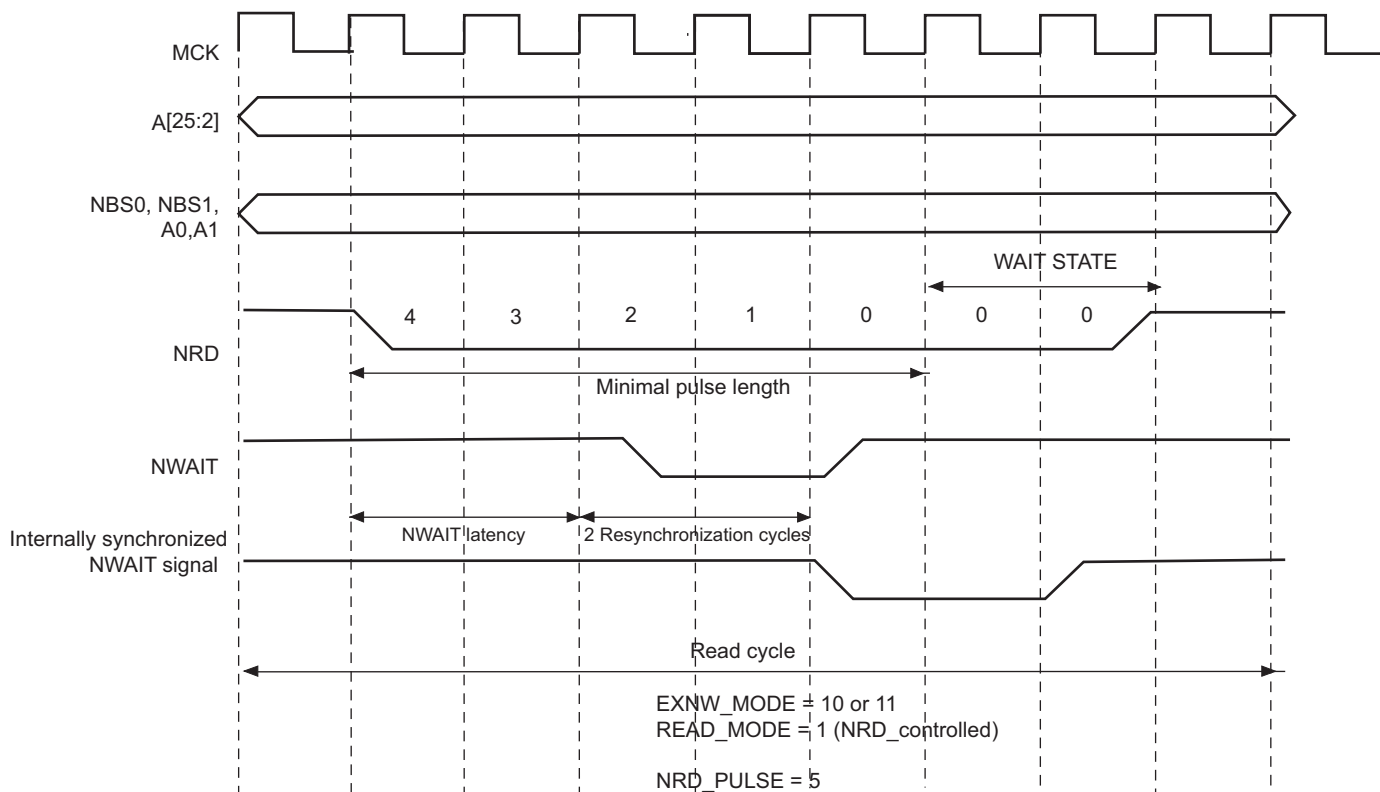 MCK
A[25:2]
NBS0, NBS1,
A0,A1
WAIT STATE
4 3 2 1 0 0 0
NRD
Minimal pulse length
NWAIT
NWAIT latency
2 Resynchronization cycles
Internally synchronized
NWAIT signal
Read cycle
EXNW_MODE = 10 or 11
READ_MODE = 1 (NRD_controlled)
NRD_PULSE = 5